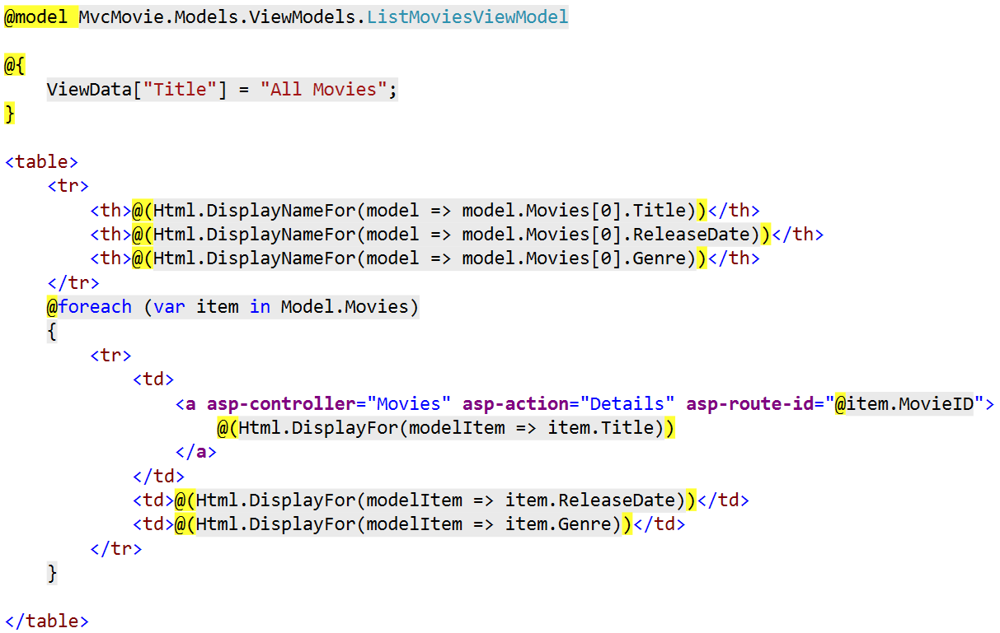 @model MvcMovie.Models.ViewModels.ListMoviesViewModel
@{
ViewData["Title"] = "All Movies";
}
<table>
<tr>
<th>@(Html.DisplayNameFor(model => model.Movies[0].Title))</th>
<th>@(Html.DisplayNameFor(model => model.Movies[0].ReleaseDate))</th>
<th>@(Html.DisplayNameFor(model => model.Movies[0].Genre))</th>
</tr>
@foreach (var item in Model.Movies)
{
<tr>
<td>
<a asp-controller="Movies" asp-action="Details" asp-route-id="@item.MovieID">
@(Html.DisplayFor(modelItem => item.Title))
</a>
</td>
<td>@(Html.DisplayFor(modelItem => item.ReleaseDate))</td>
<td>@(Html.DisplayFor(modelItem => item.Genre))</td>
</tr>
}
</table>